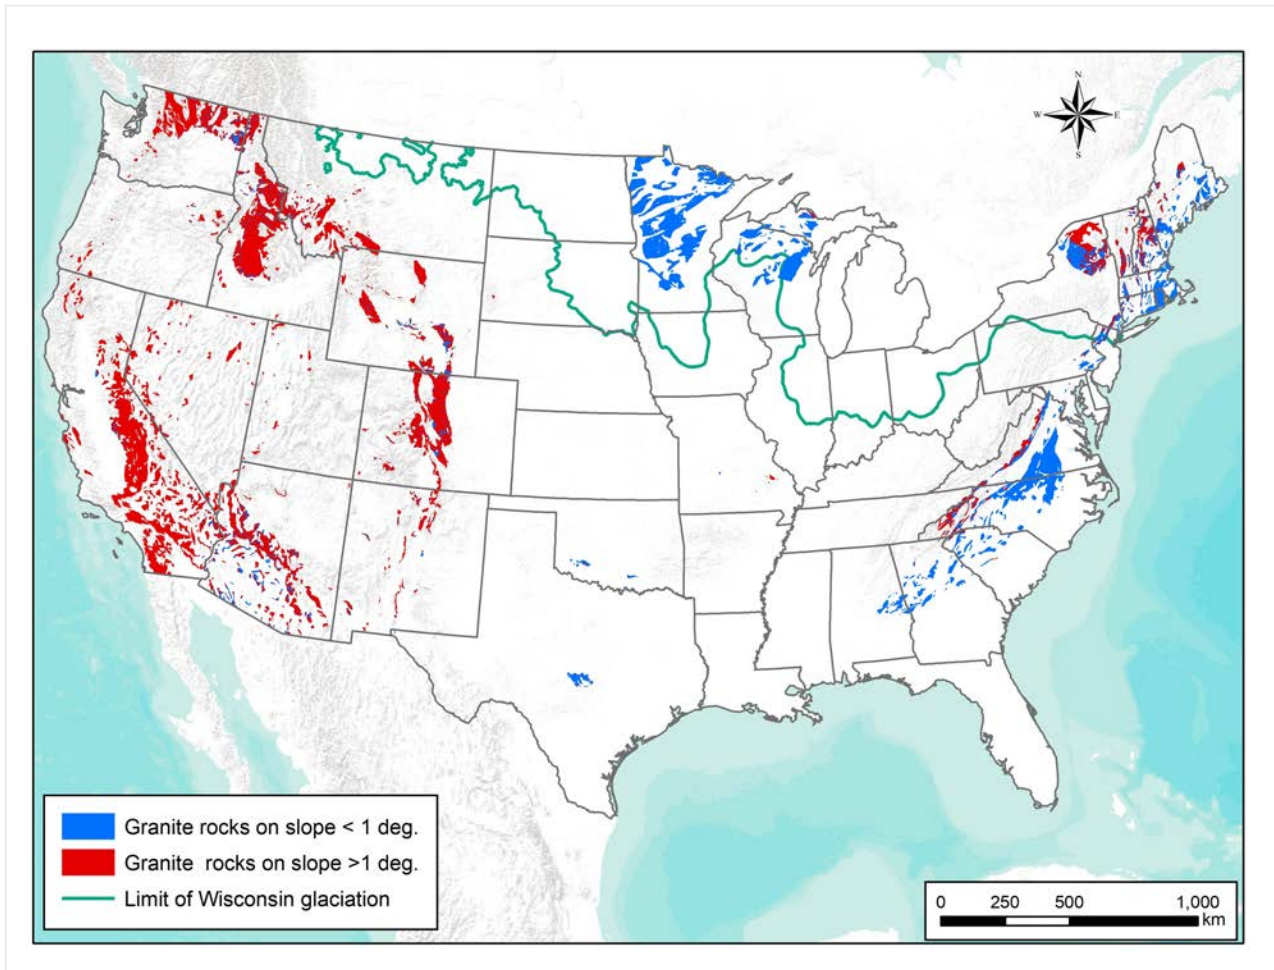 N
W E
S
Granite rocks on slope < 1 deg.
Granite rocks on slope >1 deg.
Limit of Wisconsin glaciation
0 250 500 1,000
km